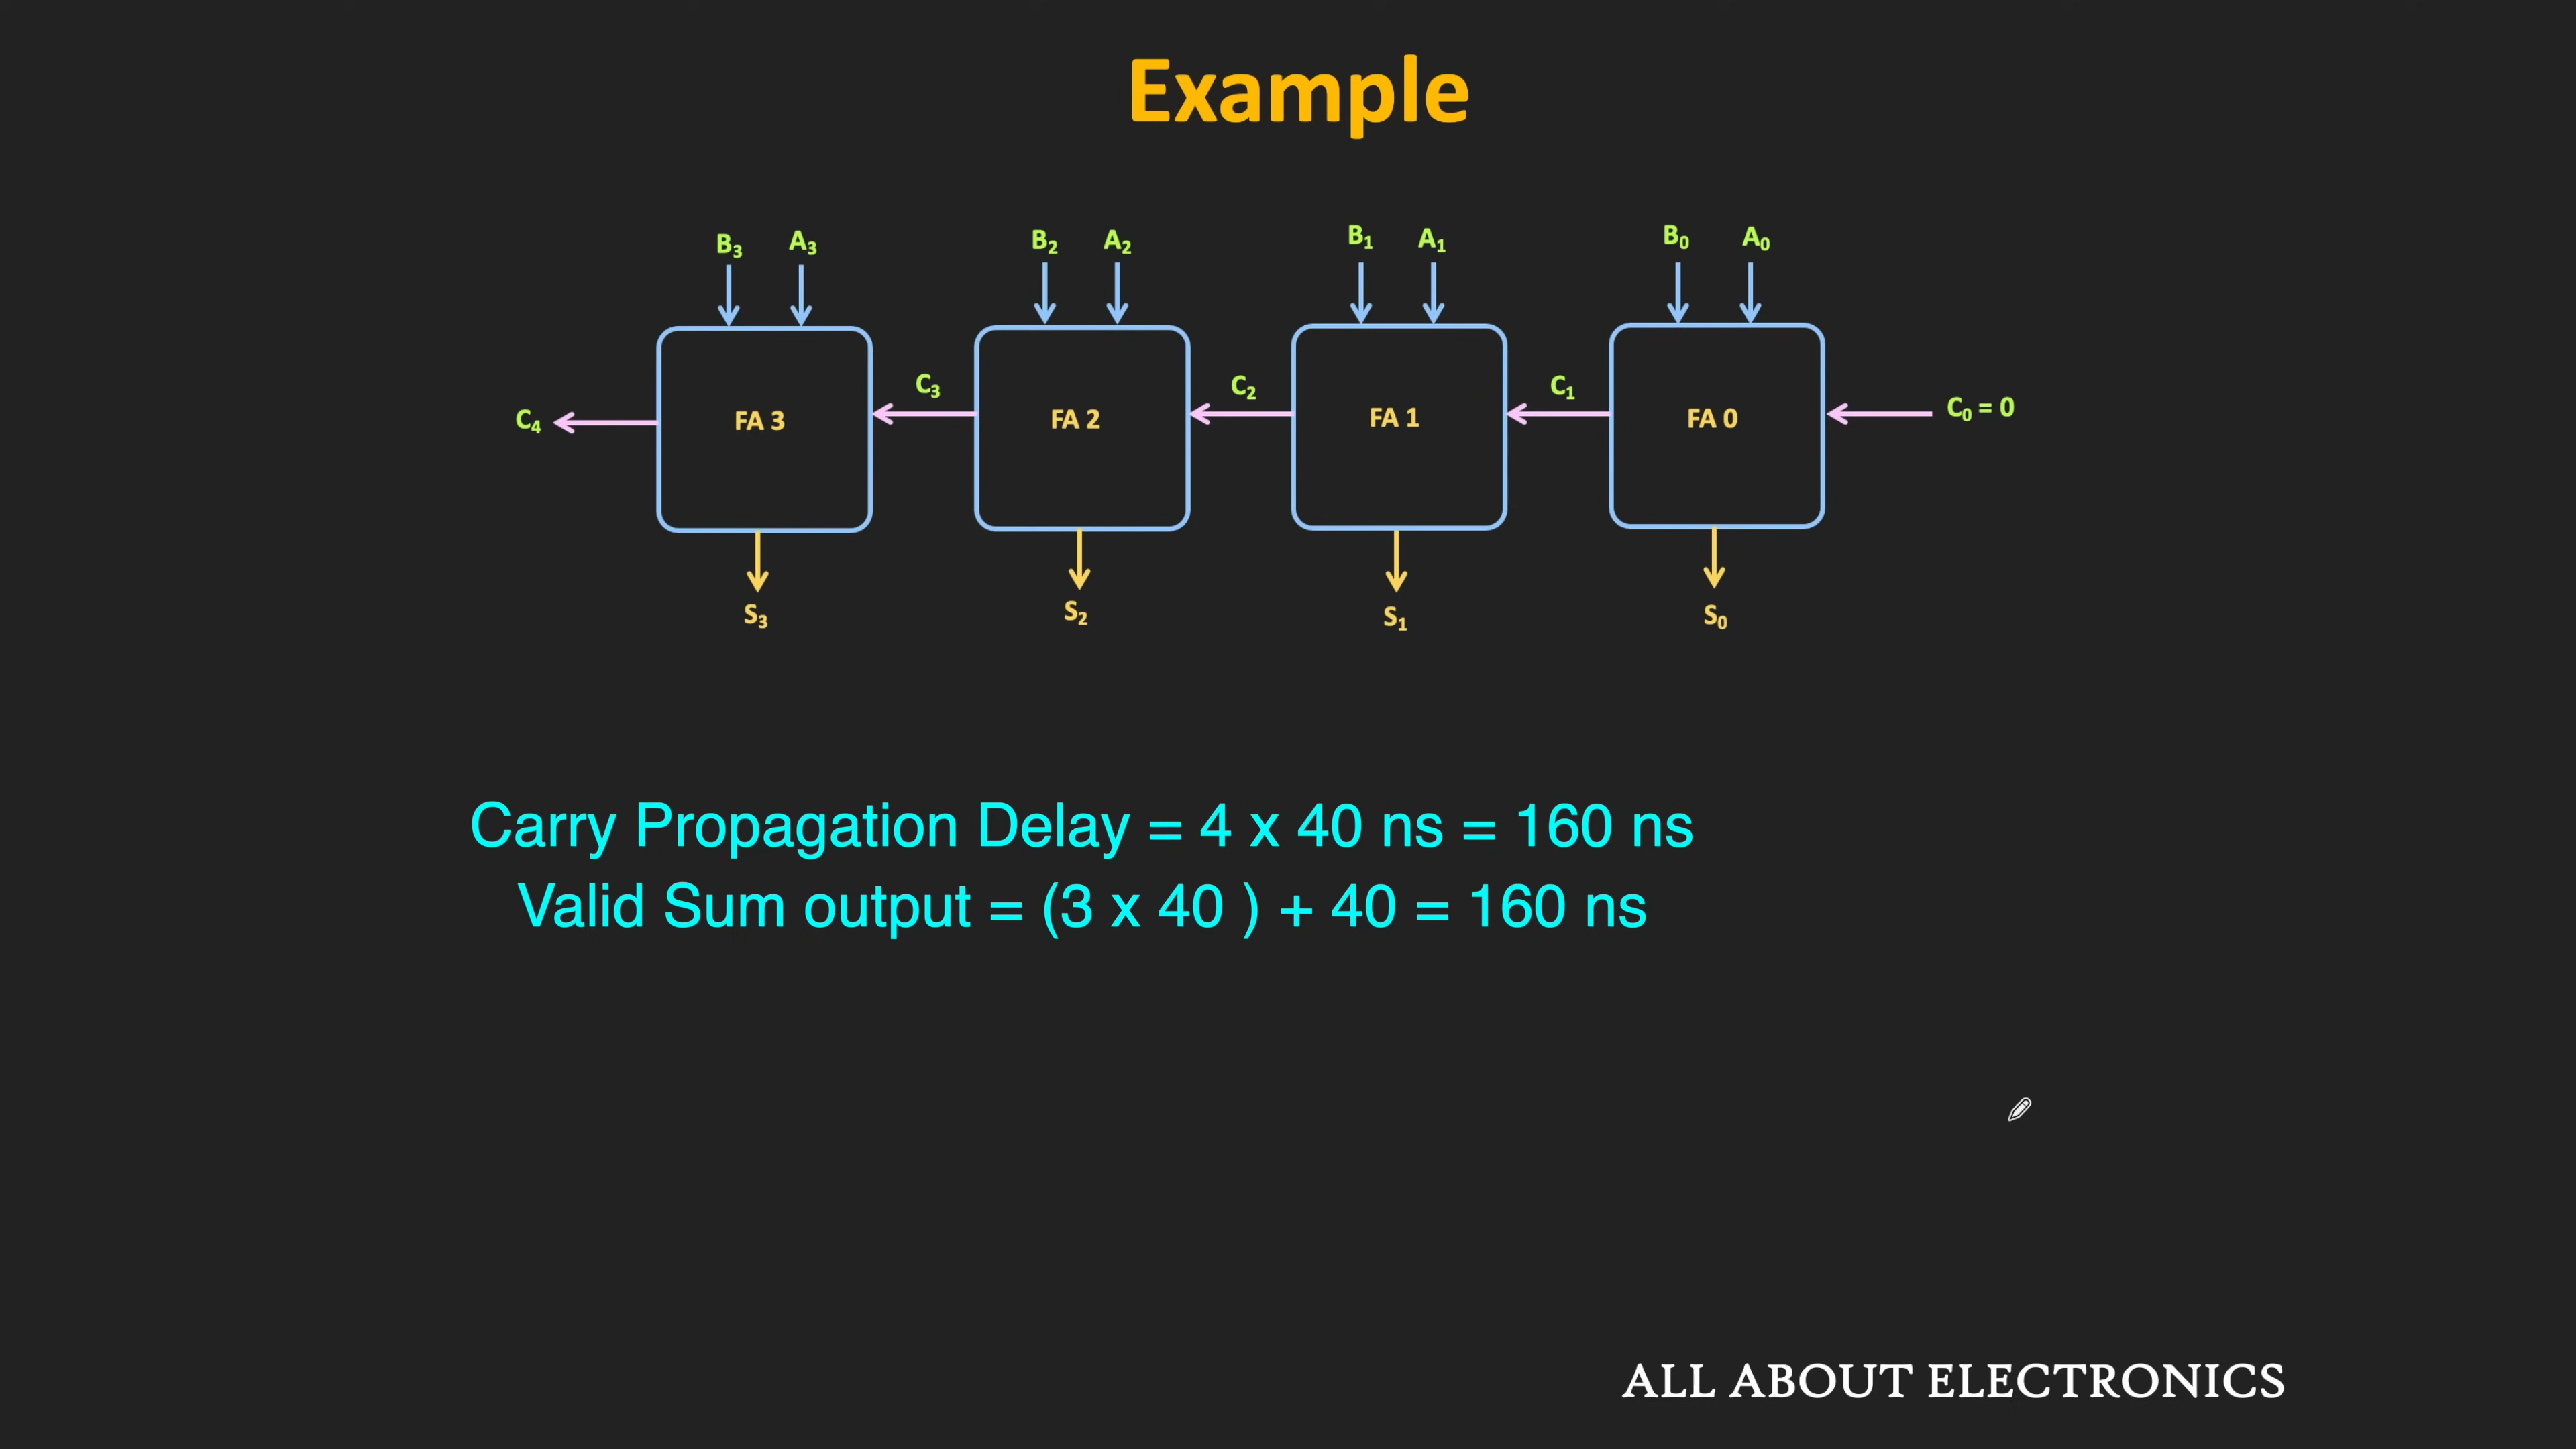 Example
B₃ A₃ B₂ A₂ B₁ A₁ B₀ A₀
C₄ FA 3 C₃ FA 2 C₂ FA 1 C₁ FA 0 C₀ = 0
S₃ S₂ S₁ S₀
Carry Propagation Delay = 4 x 40 ns = 160 ns
Valid Sum output = (3 x 40 ) + 40 = 160 ns
ALL ABOUT ELECTRONICS